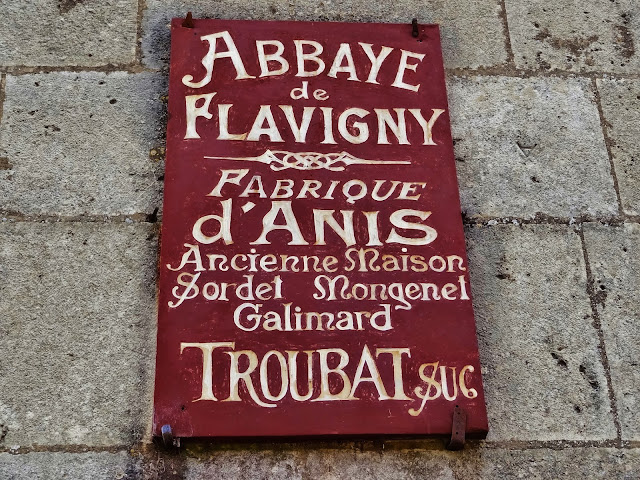 ABBAYE
de
FLAVIGNY
FABRIQUE
d'ANIS
Ancienne Maison
Sordet Mongenet
Galimard
TROUBAT SUC